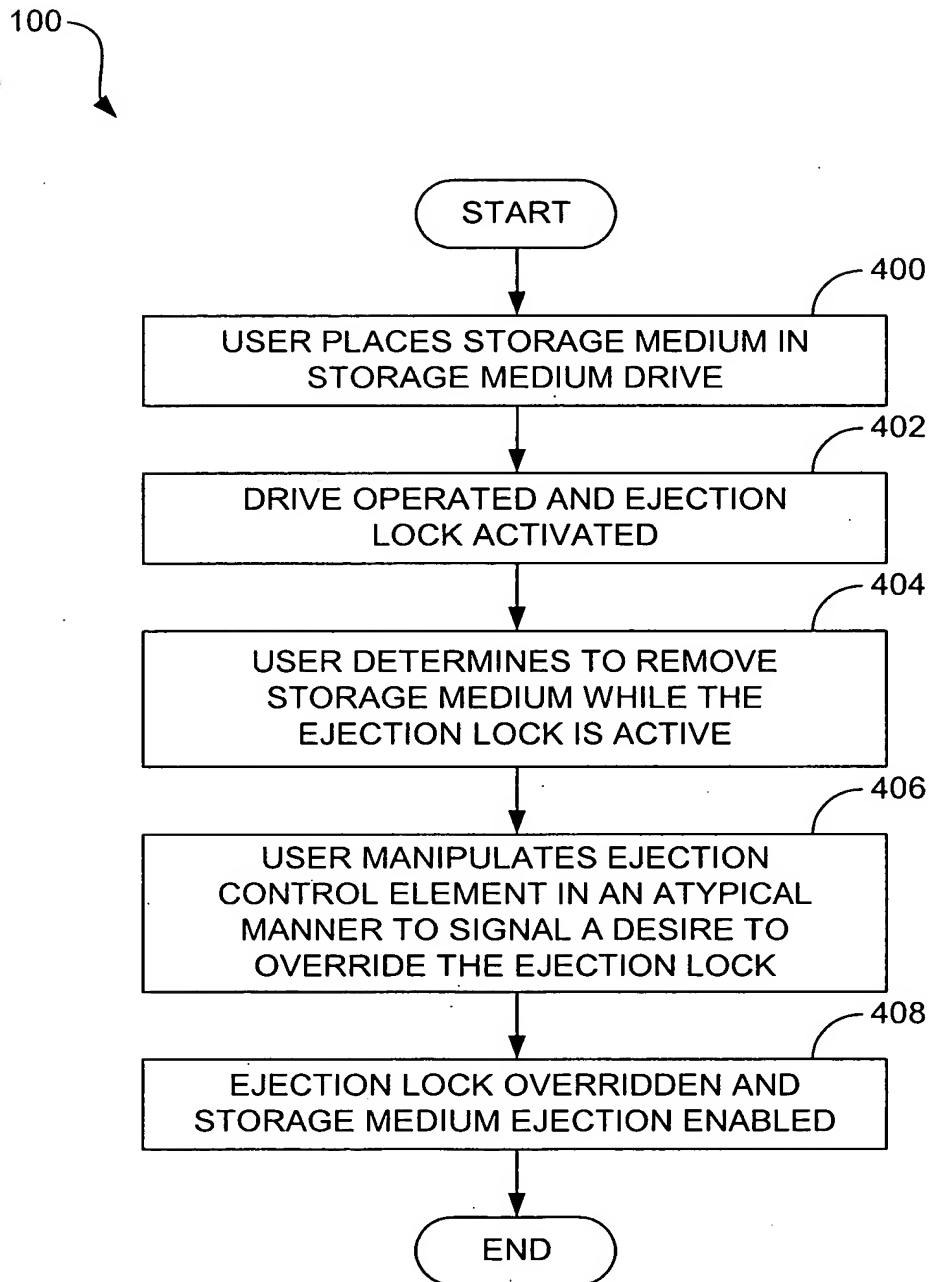 100
START
400
USER PLACES STORAGE MEDIUM IN
STORAGE MEDIUM DRIVE
402
DRIVE OPERATED AND EJECTION
LOCK ACTIVATED
404
USER DETERMINES TO REMOVE
STORAGE MEDIUM WHILE THE
EJECTION LOCK IS ACTIVE
406
USER MANIPULATES EJECTION
CONTROL ELEMENT IN AN ATYPICAL
MANNER TO SIGNAL A DESIRE TO
OVERRIDE THE EJECTION LOCK
408
EJECTION LOCK OVERRIDDEN AND
STORAGE MEDIUM EJECTION ENABLED
END